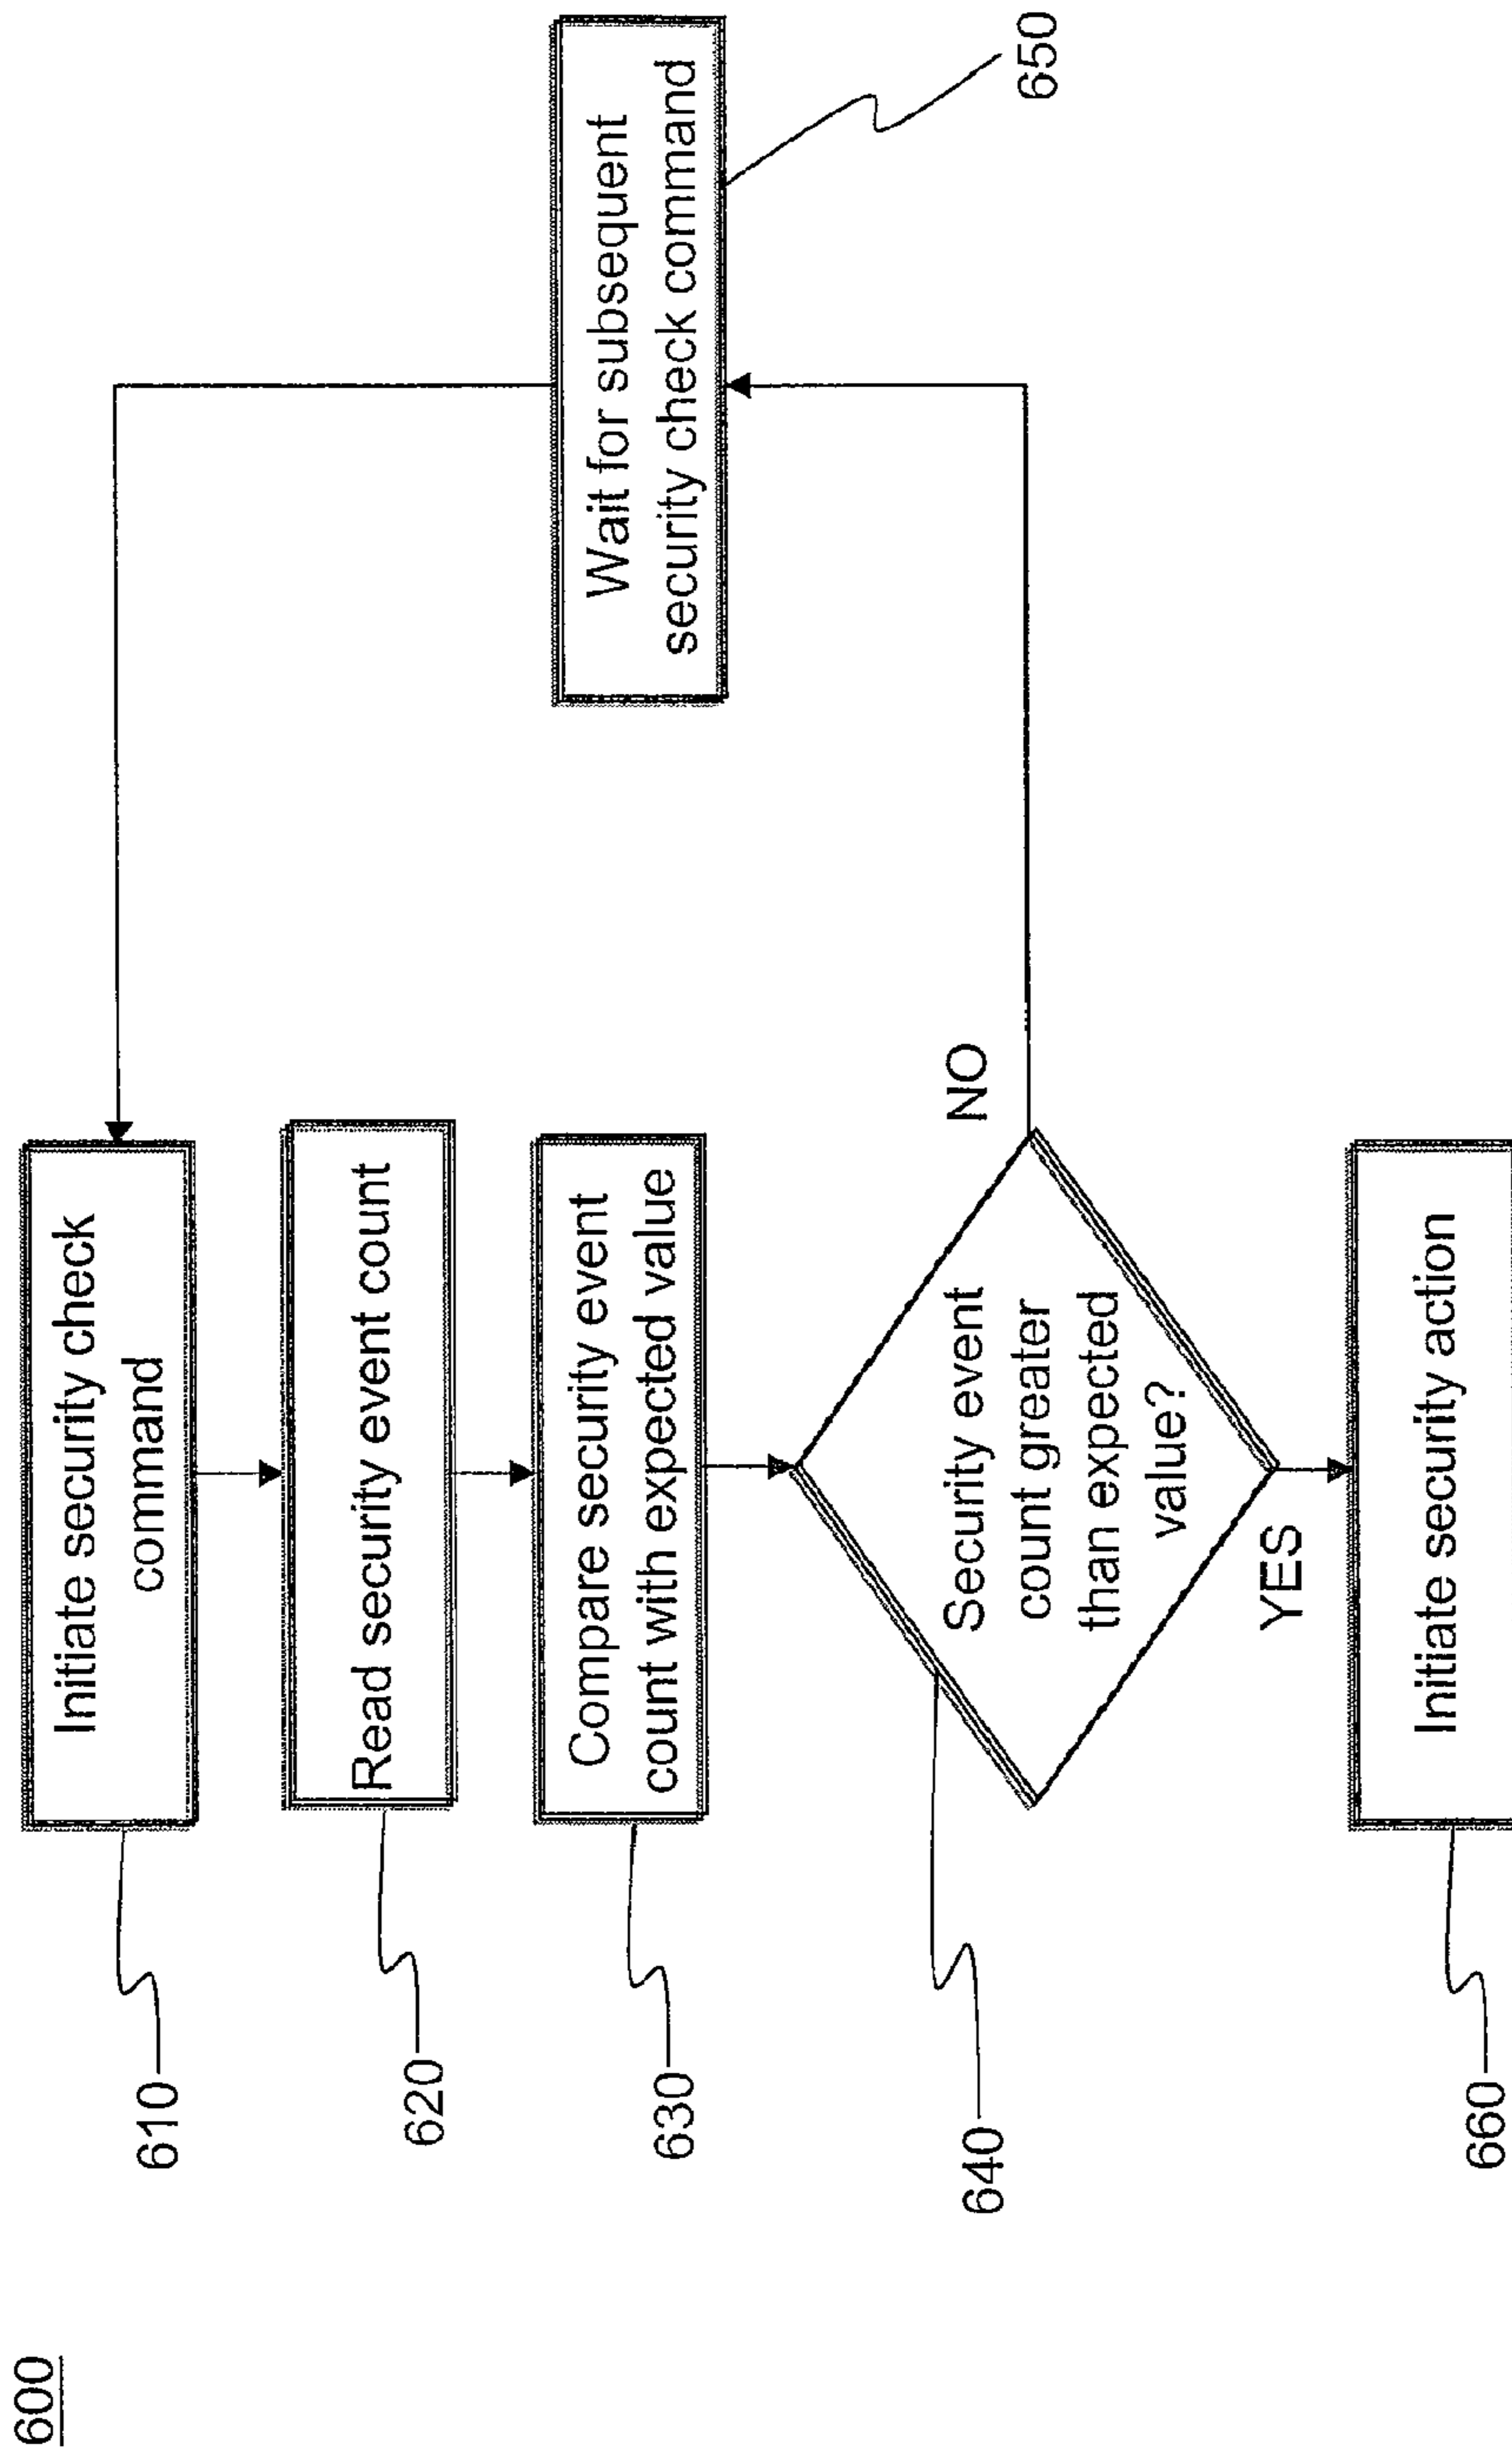 600
610
Initiate security check
command
620
Read security event count
630
Compare security event
count with expected value
640
Security event
count greater
than expected
value?
NO
Wait for subsequent
security check command
650
YES
660
Initiate security action